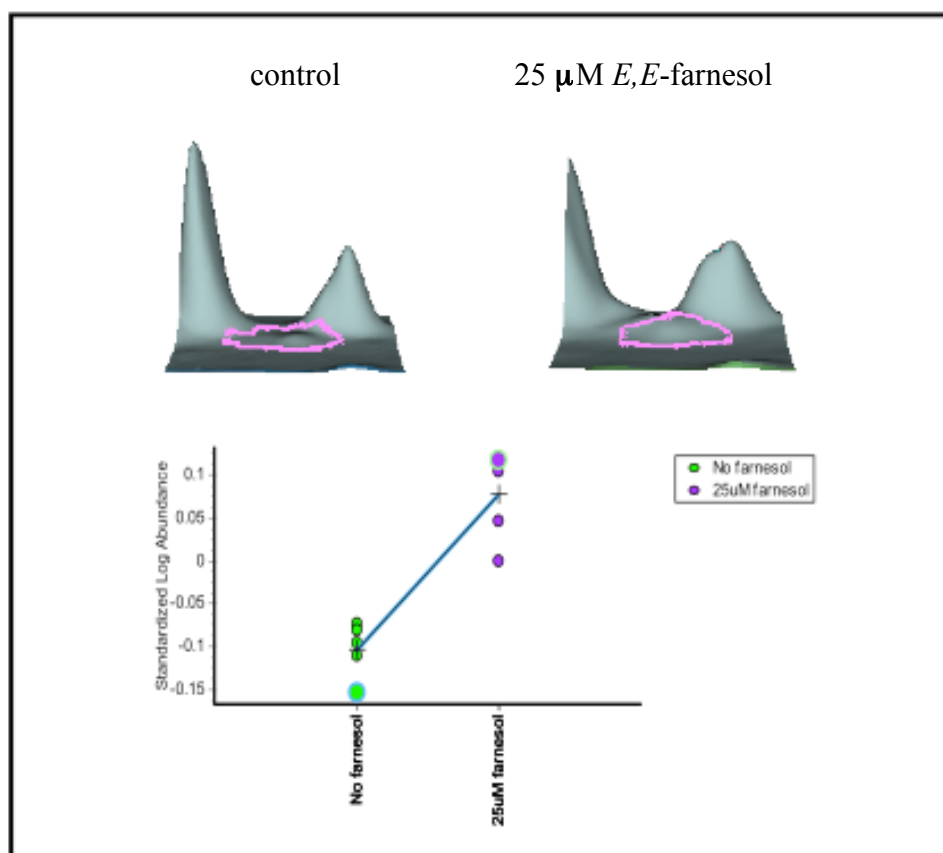 control
25 μM E,E-farnesol
Standardized Log Abundance
0.1
0.05
0
-0.05
-0.1
-0.15
No farnesol
25uM farnesol
No farnesol
25uM farnesol